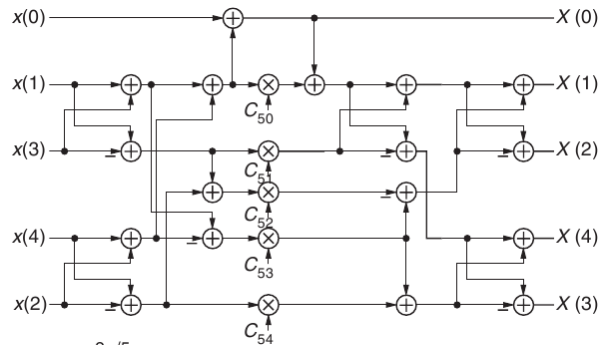 x(0) X (0)
x(1) X (1)
C50
x(3) – – – X (2)
C51
–
C52
x(4) – X (4)
C53
x(2) – – X (3)
C54